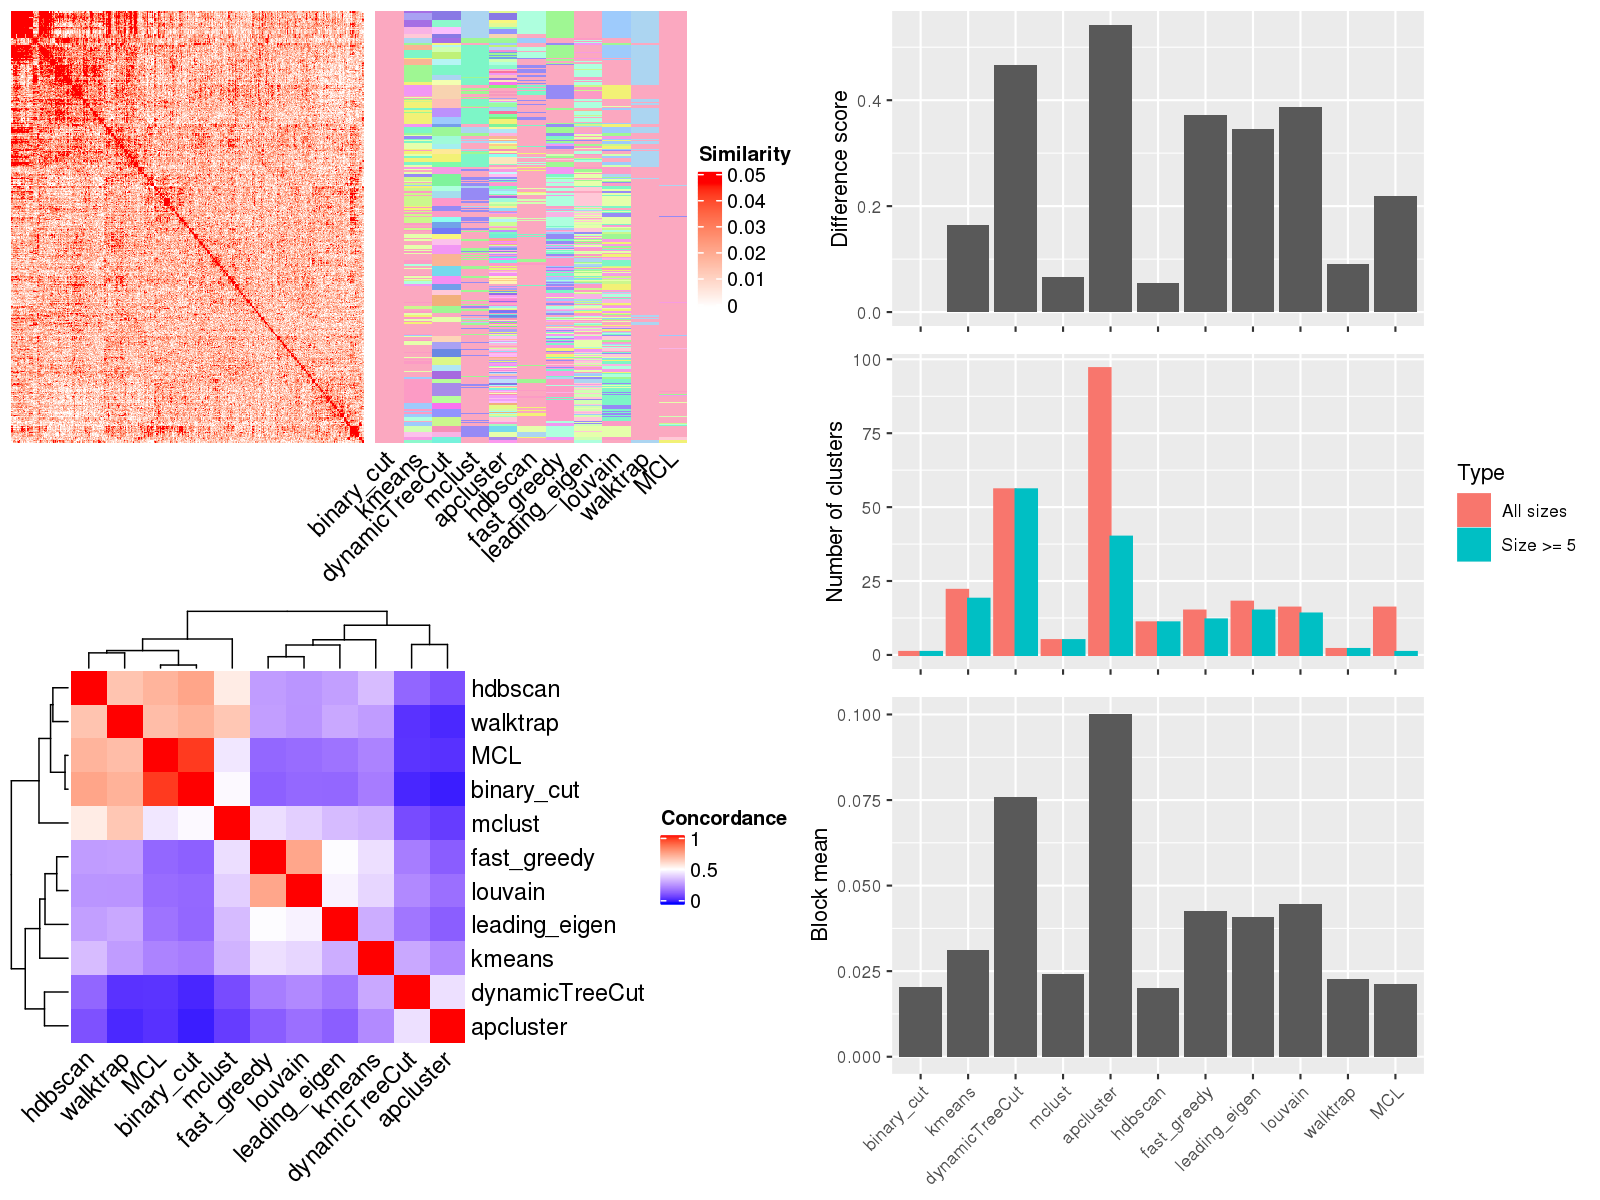 Similarity
0.05
0.04
0.03
0.02
0.01
0
binary_cut
kmeans
dynamicTreeCut
mclust
apcluster
hdbscan
fast_greedy
leading_eigen
louvain
walktrap
MCL
hdbscan
walktrap
MCL
binary_cut
mclust
fast_greedy
louvain
leading_eigen
kmeans
dynamicTreeCut
apcluster
hdbscan
walktrap
MCL
binary_cut
mclust
fast_greedy
louvain
leading_eigen
kmeans
dynamicTreeCut
apcluster
Concordance
1
0.5
0
Difference score
0.4
0.2
0.0
Number of clusters
100
75
50
25
0
Type
All sizes
Size >= 5
Block mean
0.100
0.075
0.050
0.025
0.000
binary_cut
kmeans
dynamicTreeCut
mclust
apcluster
hdbscan
fast_greedy
leading_eigen
louvain
walktrap
MCL